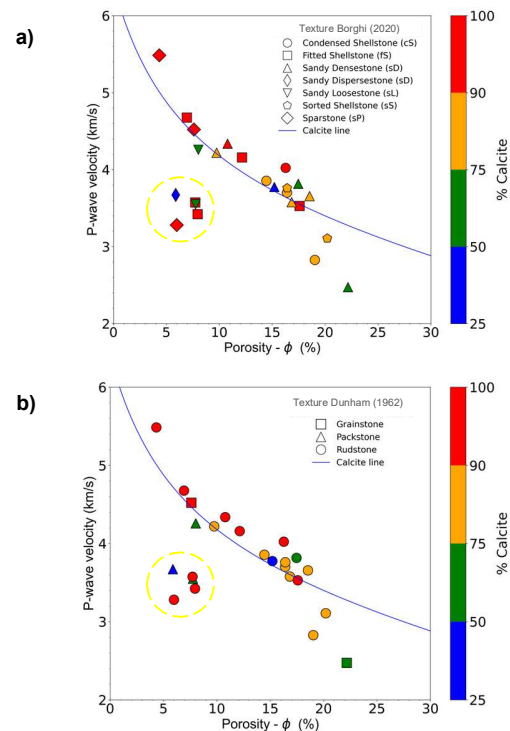 a)
Texture Borghi (2020)
Condensed Shellstone (cS)
Fitted Shellstone (fS)
Sandy Densestone (sD)
Sandy Dispersestone (sD)
Sandy Loosestone (sL)
Sorted Shellstone (sS)
Sparstone (sP)
Calcite line
P-wave velocity (km/s)
6
5
4
3
2
0 5 10 15 20 25 30
Porosity - ϕ (%)
100
90
75
50
25
% Calcite
b)
Texture Dunham (1962)
Grainstone
Packstone
Rudstone
Calcite line
P-wave velocity (km/s)
6
5
4
3
2
0 5 10 15 20 25 30
Porosity - ϕ (%)
100
90
75
50
25
% Calcite